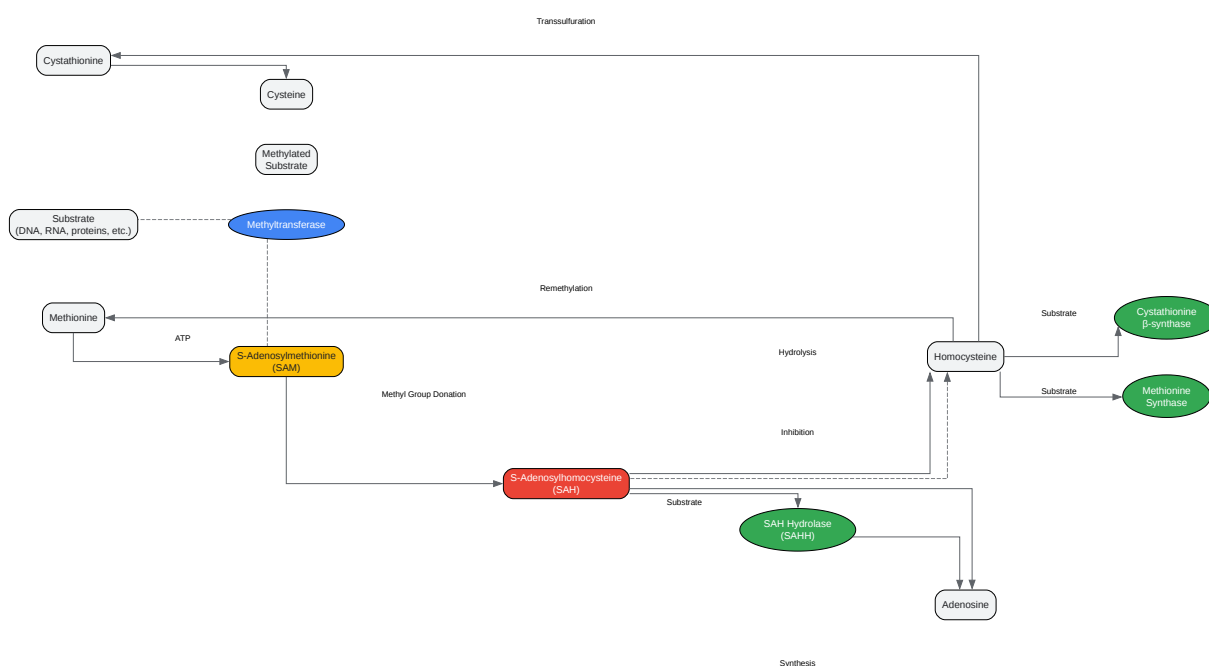 Transsulfuration
Cystathionine
Cysteine
Methylated
Substrate
Substrate
(DNA, RNA, proteins, etc.)
Methyltransferase
Remethylation
Methionine
ATP
S-Adenosylmethionine
(SAM)
Methyl Group Donation
Hydrolysis
Homocysteine
Substrate
Cystathionine
β-synthase
Substrate
Methionine
Synthase
Inhibition
S-Adenosylhomocysteine
(SAH)
Substrate
SAH Hydrolase
(SAHH)
Adenosine
Synthesis